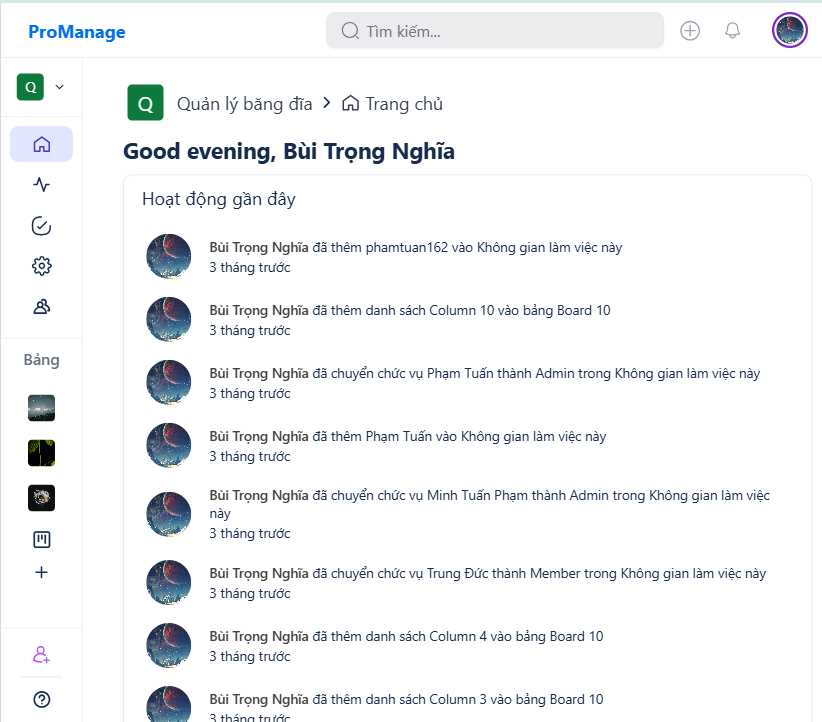 ProManage
Tìm kiếm...
Q
Q
Quản lý băng đĩa
Trang chủ
Good evening, Bùi Trọng Nghĩa
Hoạt động gần đây
Bùi Trọng Nghĩa đã thêm phamtuan162 vào Không gian làm việc này
3 tháng trước
Bùi Trọng Nghĩa đã thêm danh sách Column 10 vào bảng Board 10
3 tháng trước
Bùi Trọng Nghĩa đã chuyển chức vụ Phạm Tuấn thành Admin trong Không gian làm việc này
3 tháng trước
Bùi Trọng Nghĩa đã thêm Phạm Tuấn vào Không gian làm việc này
3 tháng trước
Bùi Trọng Nghĩa đã chuyển chức vụ Minh Tuấn Phạm thành Admin trong Không gian làm việc
này
3 tháng trước
Bùi Trọng Nghĩa đã chuyển chức vụ Trung Đức thành Member trong Không gian làm việc này
3 tháng trước
Bùi Trọng Nghĩa đã thêm danh sách Column 4 vào bảng Board 10
3 tháng trước
Bùi Trọng Nghĩa đã thêm danh sách Column 3 vào bảng Board 10
3 tháng trước
Bảng